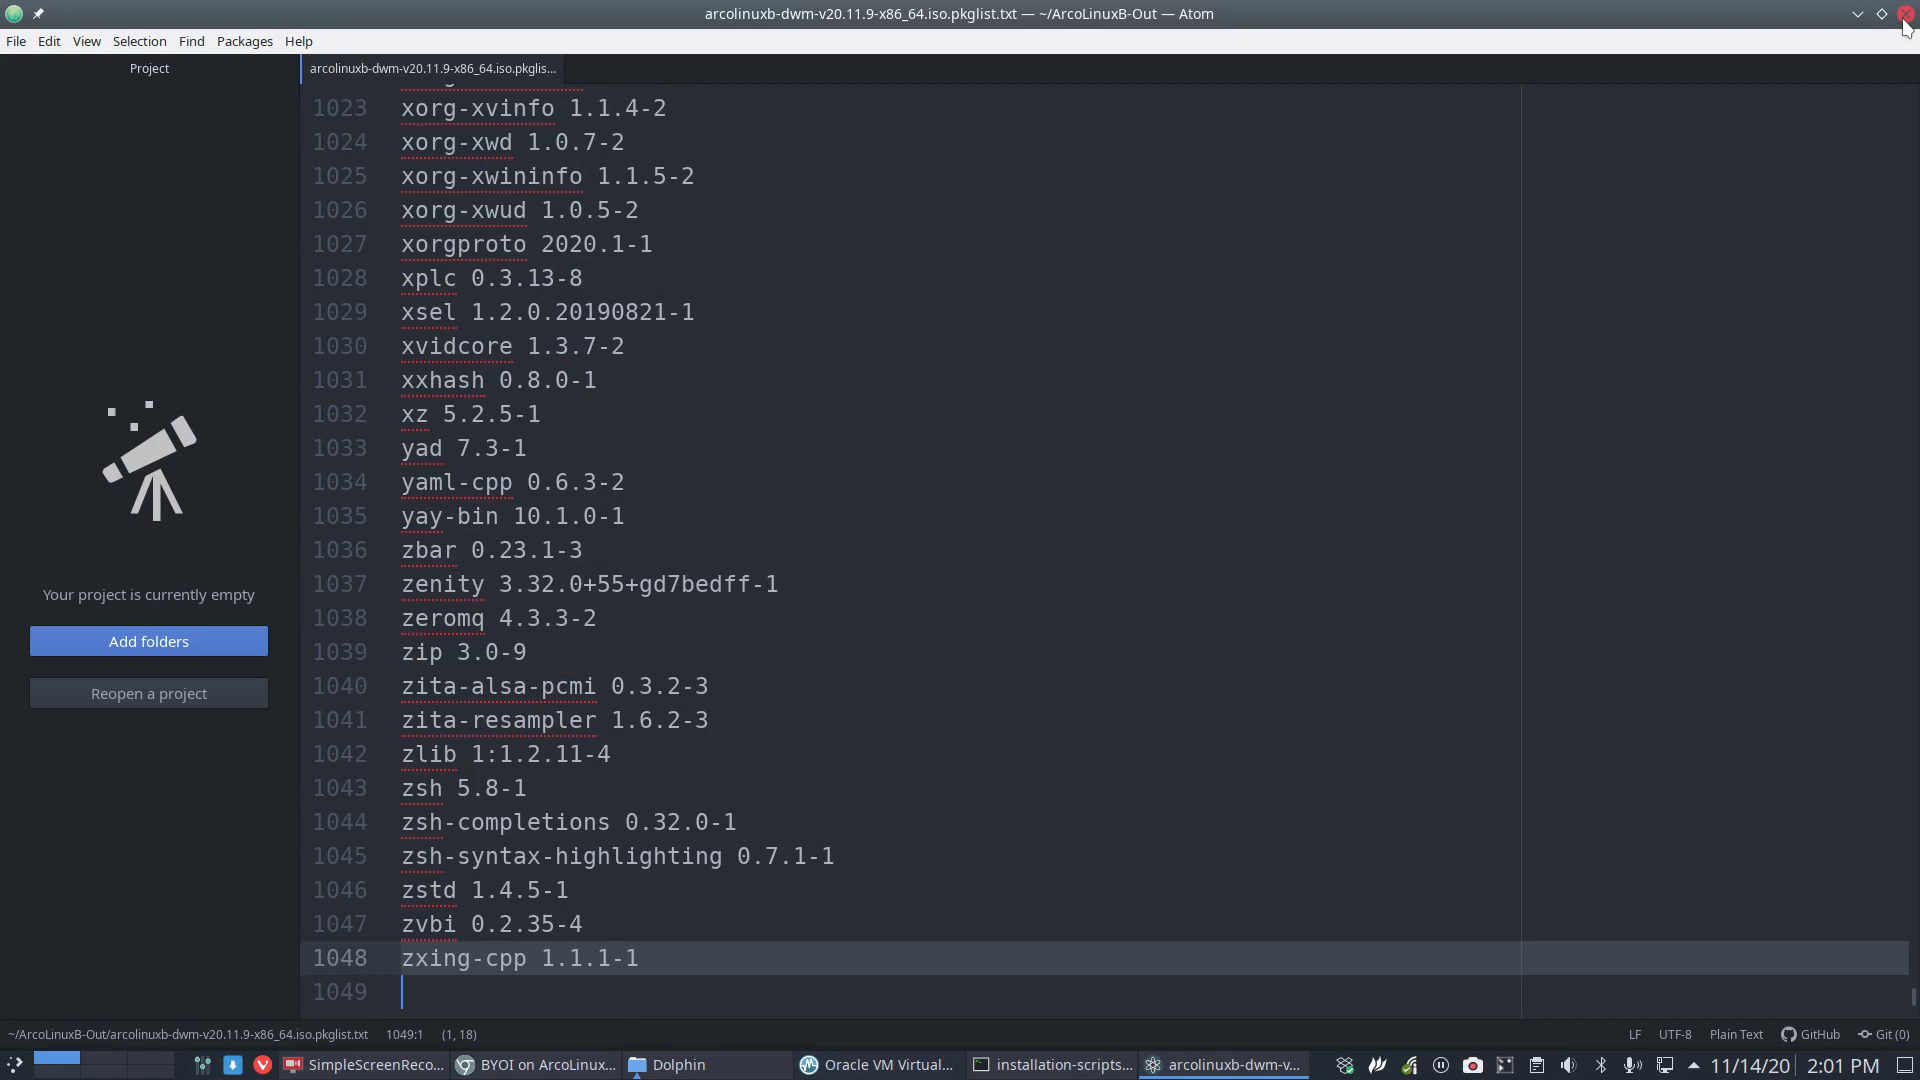 arcolinuxb-dwm-v20.11.9-x86_64.iso.pkglist.txt — ~/ArcoLinuxB-Out — Atom
File Edit View Selection Find Packages Help
Project
arcolinuxb-dwm-v20.11.9-x86_64.iso.pkglis...
1023 xorg-xvinfo 1.1.4-2
1024 xorg-xwd 1.0.7-2
1025 xorg-xwininfo 1.1.5-2
1026 xorg-xwud 1.0.5-2
1027 xorgproto 2020.1-1
1028 xplc 0.3.13-8
1029 xsel 1.2.0.20190821-1
1030 xvidcore 1.3.7-2
1031 xxhash 0.8.0-1
1032 xz 5.2.5-1
1033 yad 7.3-1
1034 yaml-cpp 0.6.3-2
1035 yay-bin 10.1.0-1
1036 zbar 0.23.1-3
1037 zenity 3.32.0+55+gd7bedff-1
1038 zeromq 4.3.3-2
1039 zip 3.0-9
1040 zita-alsa-pcmi 0.3.2-3
1041 zita-resampler 1.6.2-3
1042 zlib 1:1.2.11-4
1043 zsh 5.8-1
1044 zsh-completions 0.32.0-1
1045 zsh-syntax-highlighting 0.7.1-1
1046 zstd 1.4.5-1
1047 zvbi 0.2.35-4
1048 zxing-cpp 1.1.1-1
1049
Your project is currently empty
Add folders
Reopen a project
~/ArcoLinuxB-Out/arcolinuxb-dwm-v20.11.9-x86_64.iso.pkglist.txt 1049:1 (1, 18) LF UTF-8 Plain Text GitHub Git (0)
SimpleScreenReco... BYOI on ArcoLinux... Dolphin Oracle VM Virtual... installation-scripts... arcolinuxb-dwm-v... 11/14/20 2:01 PM